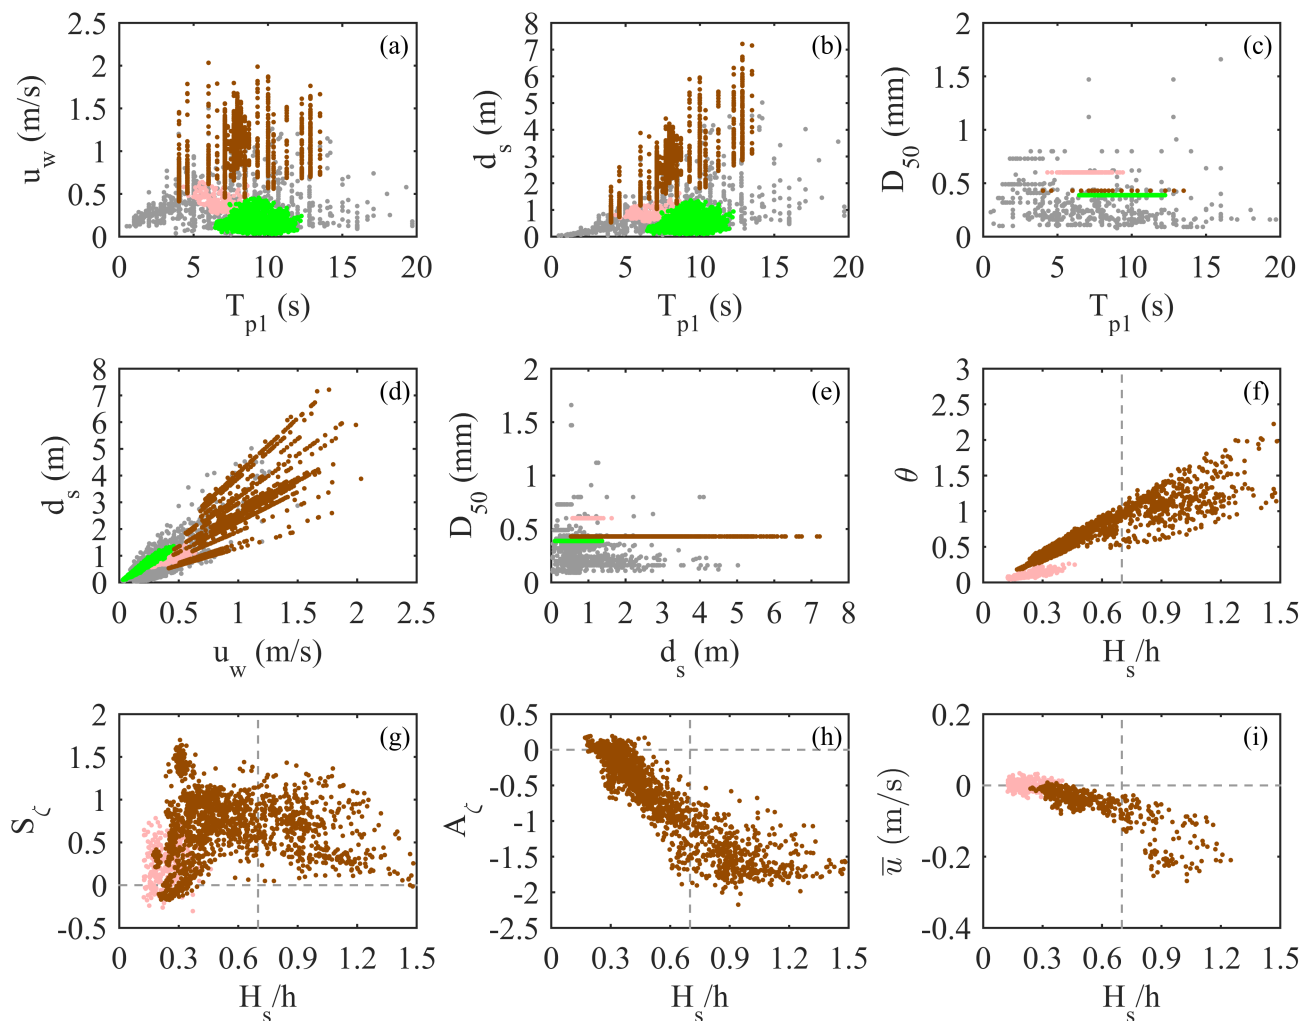 (a)
2.5
2
1.5
1
0.5
0
u_w (m/s)
0 5 10 15 20
T_p1 (s)
(b)
8
7
6
5
4
3
2
1
0
d_s (m)
0 5 10 15 20
T_p1 (s)
(c)
2
1.5
1
0.5
0
D_50 (mm)
0 5 10 15 20
T_p1 (s)
(d)
8
7
6
5
4
3
2
1
0
d_s (m)
0 0.5 1 1.5 2 2.5
u_w (m/s)
(e)
2
1.5
1
0.5
0
D_50 (mm)
1 2 3 4 5 6 7 8
d_s (m)
(f)
3
2.5
2
1.5
1
0.5
0
θ
0 0.3 0.6 0.9 1.2 1.5
H_s/h
(g)
2
1.5
1
0.5
0
-0.5
S_ζ
0 0.3 0.6 0.9 1.2 1.5
H_s/h
(h)
0.5
0
-0.5
-1
-1.5
-2
-2.5
A_ζ
0 0.3 0.6 0.9 1.2 1.5
H_s/h
(i)
0.2
0
-0.2
-0.4
u̅ (m/s)
0 0.3 0.6 0.9 1.2 1.5
H_s/h